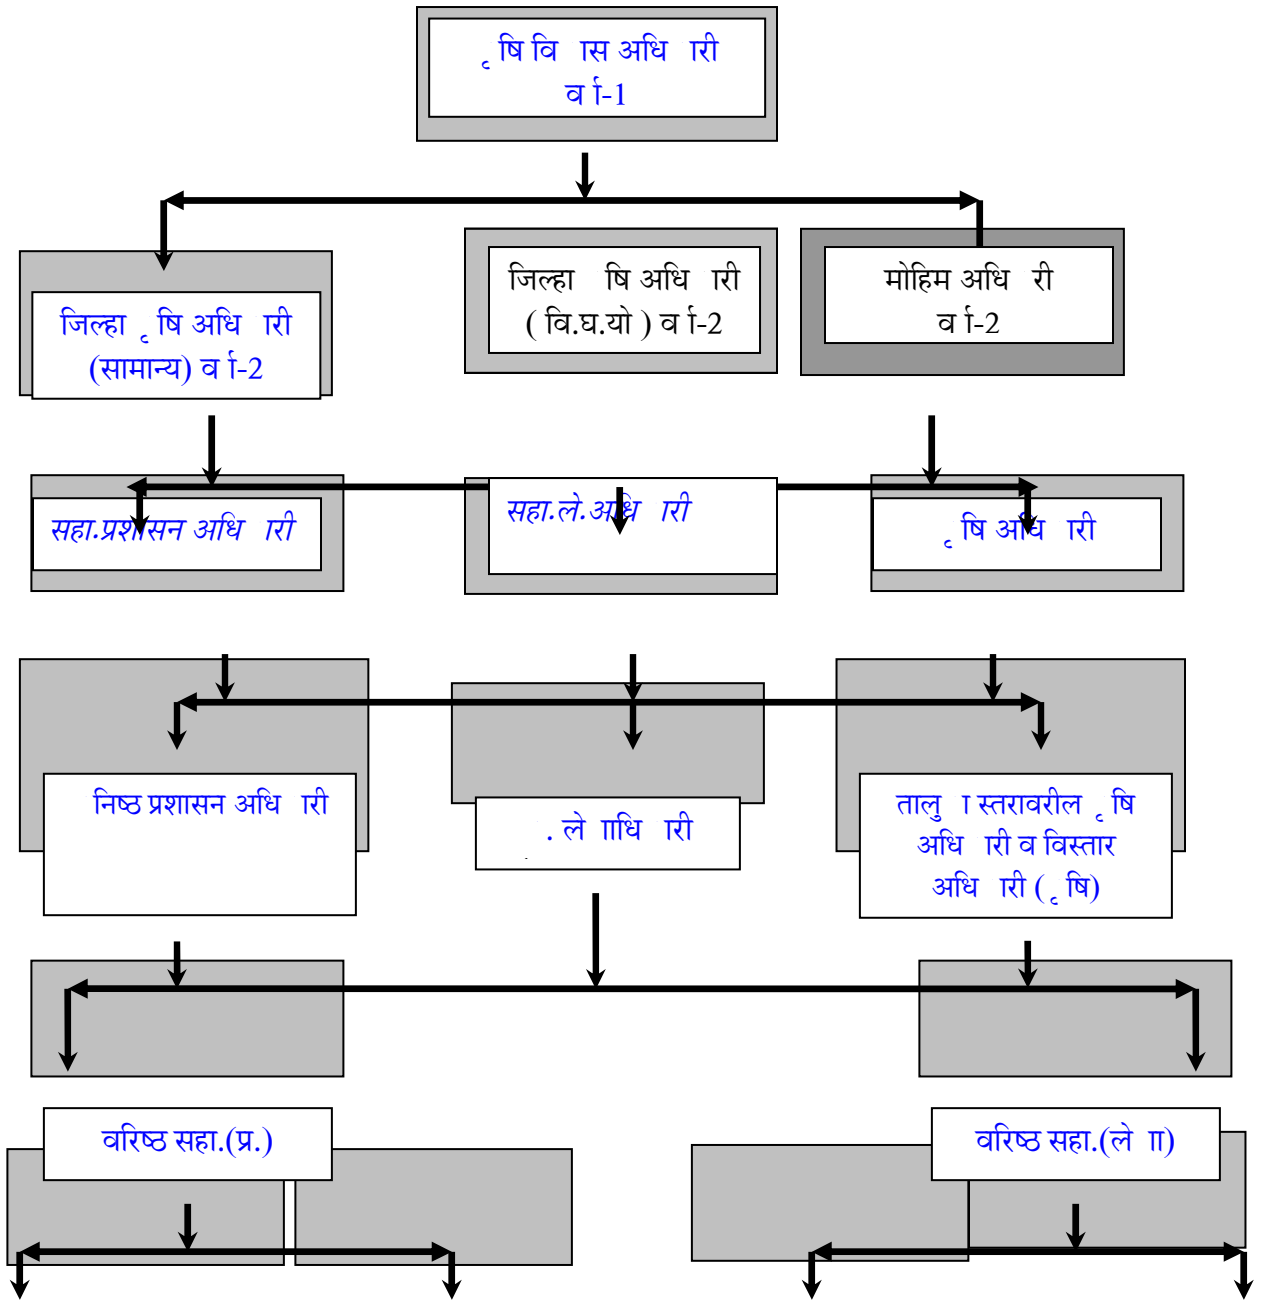 ृ षि वि ास अधि ारी
व र्ा-1
जिल्हा ृ षि अधि ारी
(सामान्य) व र्ा-2
जिल्हा षि अधि ारी
( वि.घ.यो ) व र्ा-2
मोहिम अधि री
व र्ा-2
सहा.प्रशासन अधि ारी
सहा.ले.अधि ारी
ृ षि अधि ारी
निष्ठ प्रशासन अधि ारी
. ले ाधि ारी
तालु ा स्तरावरील ृ षि
अधि ारी व विस्तार
अधि ारी ( ृ षि)
वरिष्ठ सहा.(प्र.)
वरिष्ठ सहा.(ले ा)